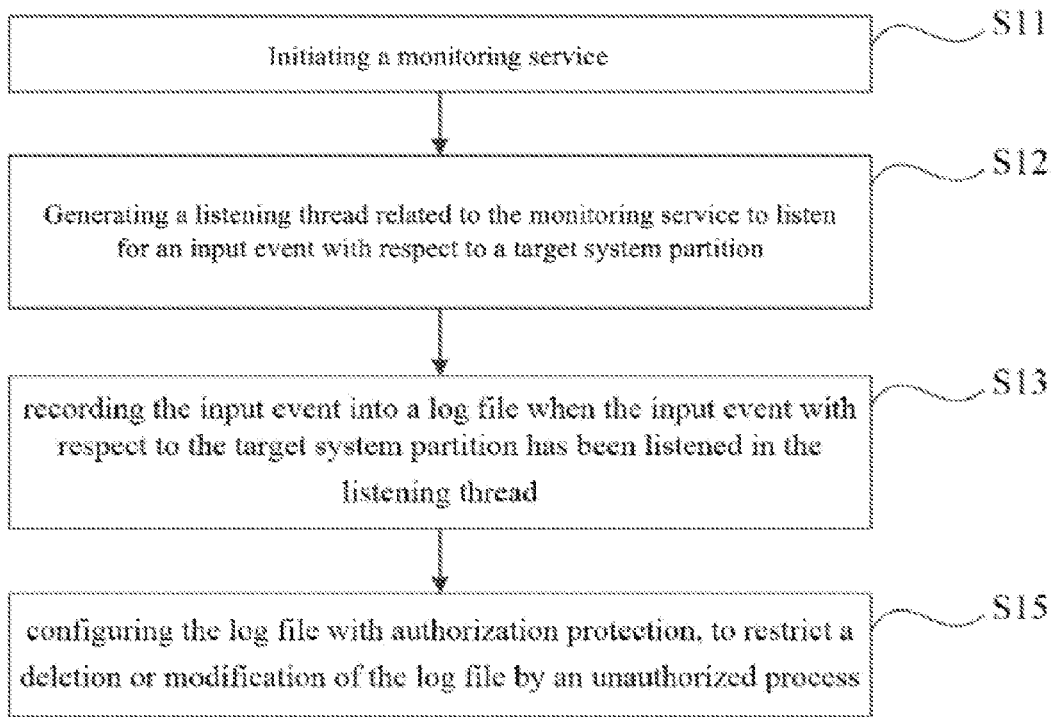 S11
Initiating a monitoring service
S12
Generating a listening thread related to the monitoring service to listen
for an input event with respect to a target system partition
S13
recording the input event into a log file when the input event with
respect to the target system partition has been listened in the
listening thread
S15
configuring the log file with authorization protection, to restrict a
deletion or modification of the log file by an unauthorized process